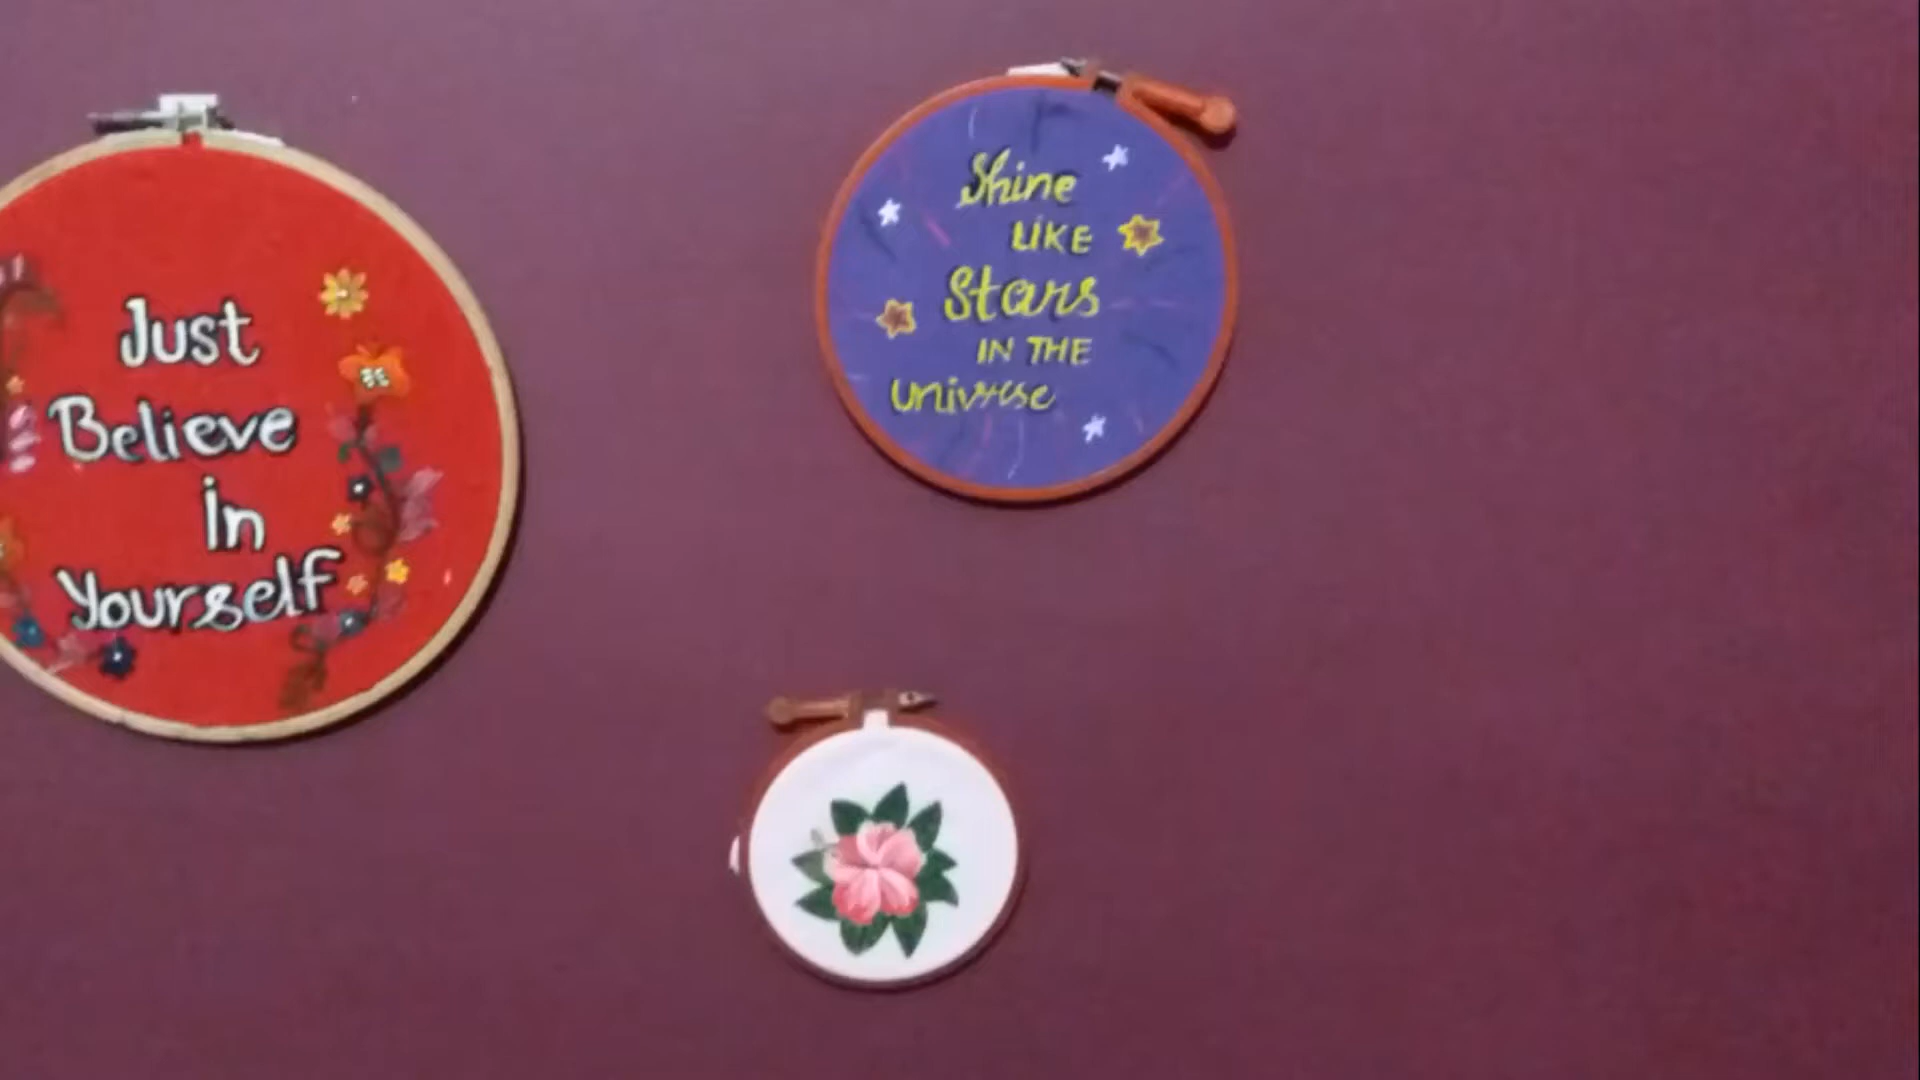 Just
Believe
in
Yourself
Shine
LIKE
Stars
IN THE
universe